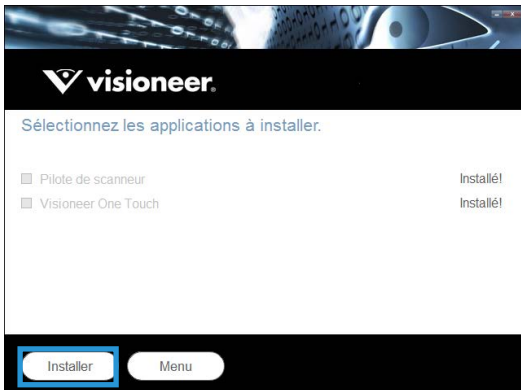 visioneer.
Sélectionnez les applications à installer.
Pilote de scanneur Installé!
Visioneer One Touch Installé!
Installer Menu